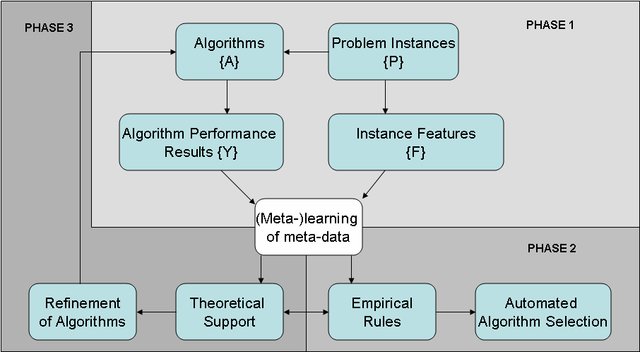 PHASE 3
PHASE 1
Algorithms
{A}
Problem Instances
{P}
Algorithm Performance
Results {Y}
Instance Features
{F}
(Meta-)learning
of meta-data
PHASE 2
Refinement
of Algorithms
Theoretical
Support
Empirical
Rules
Automated
Algorithm Selection